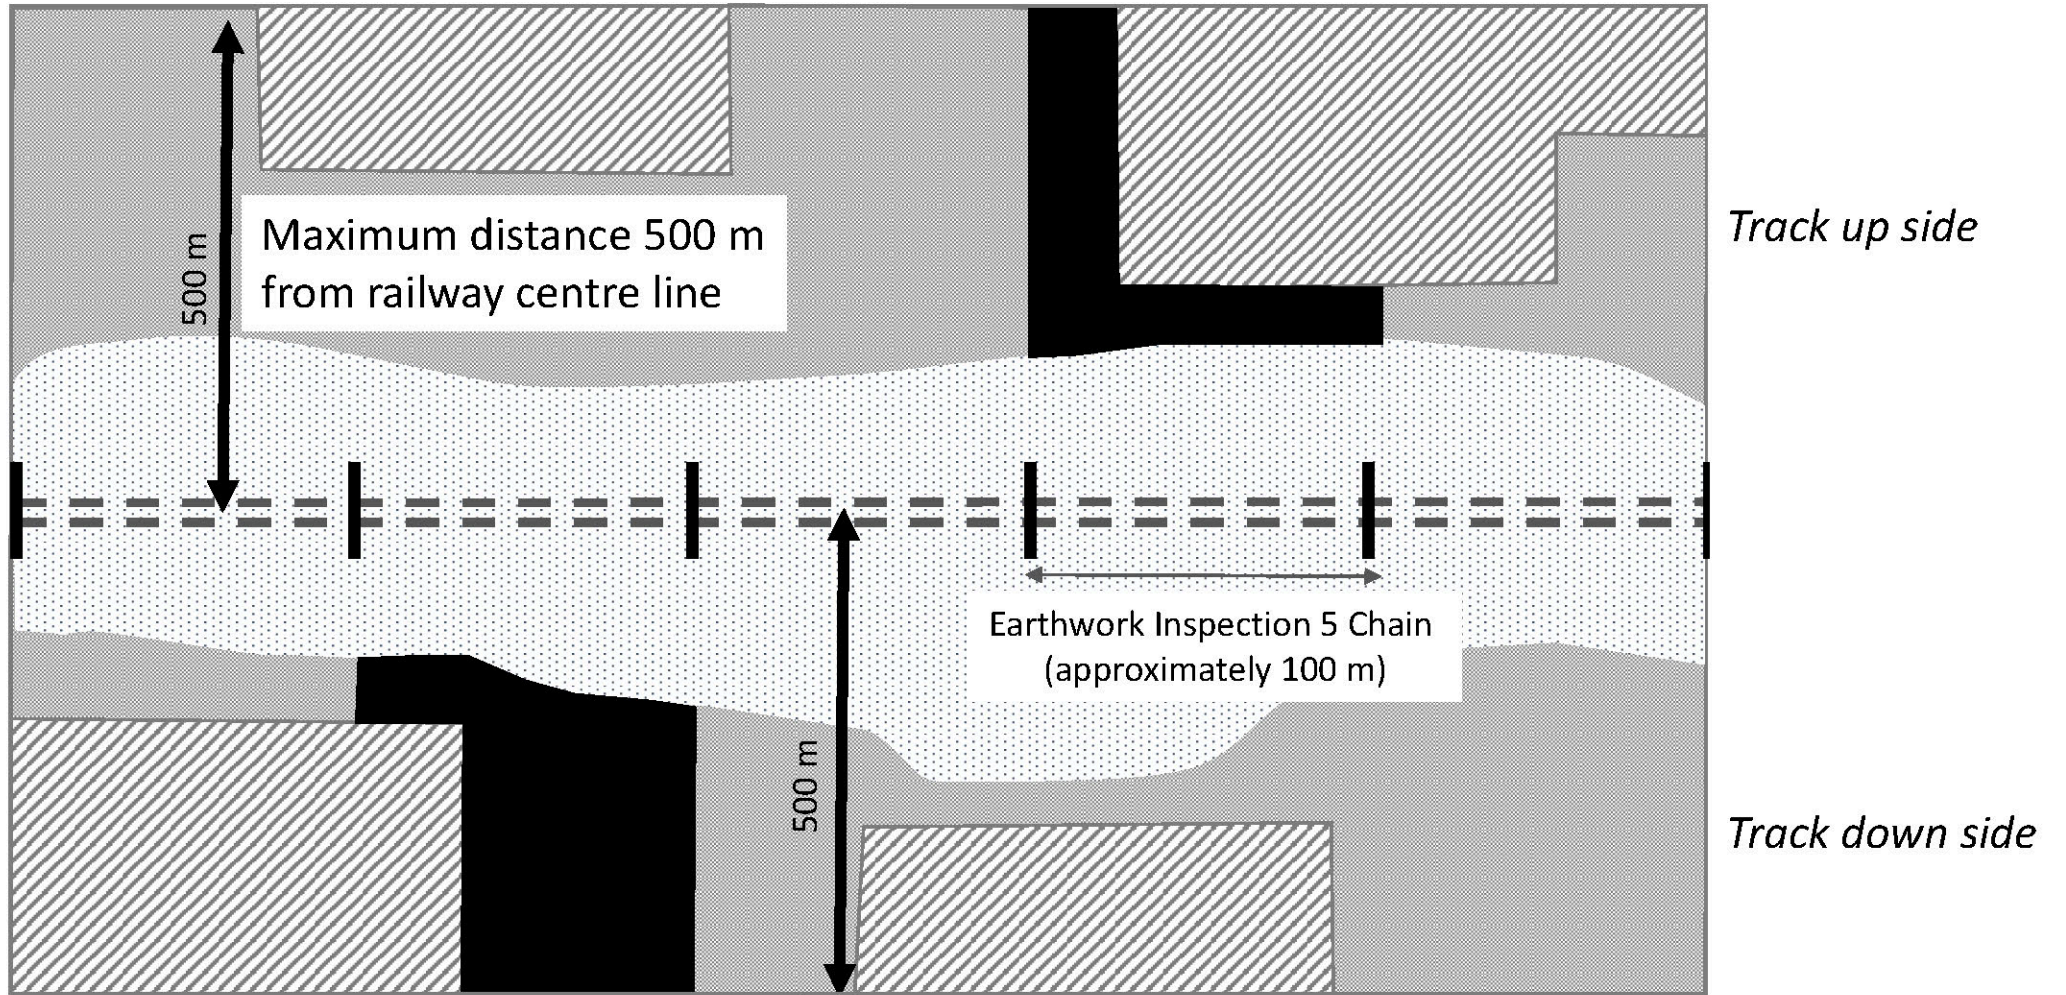 Maximum distance 500 m
from railway centre line
500 m
Track up side
Earthwork Inspection 5 Chain
(approximately 100 m)
500 m
Track down side